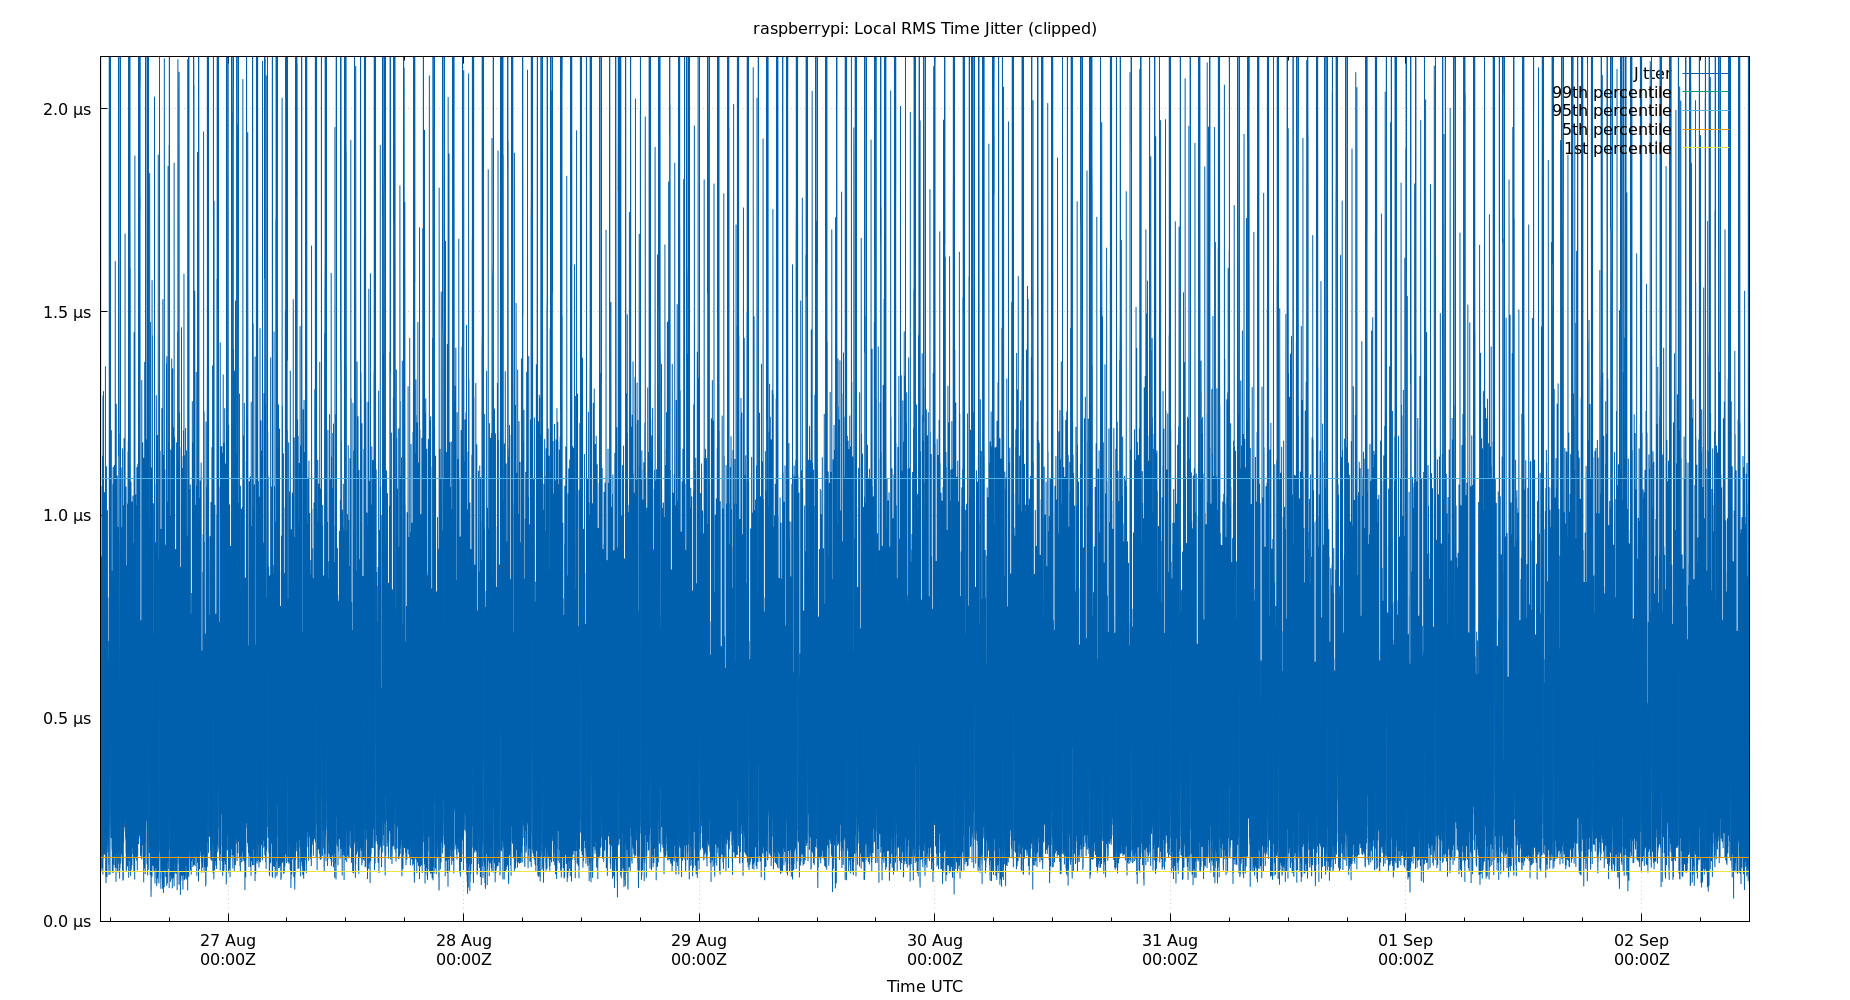 raspberrypi: Local RMS Time Jitter (clipped)
Jitter
99th percentile
95th percentile
5th percentile
1st percentile
2.0 µs
1.5 µs
1.0 µs
0.5 µs
0.0 µs
27 Aug 28 Aug 29 Aug 30 Aug 31 Aug 01 Sep 02 Sep
00:00Z 00:00Z 00:00Z 00:00Z 00:00Z 00:00Z 00:00Z
Time UTC